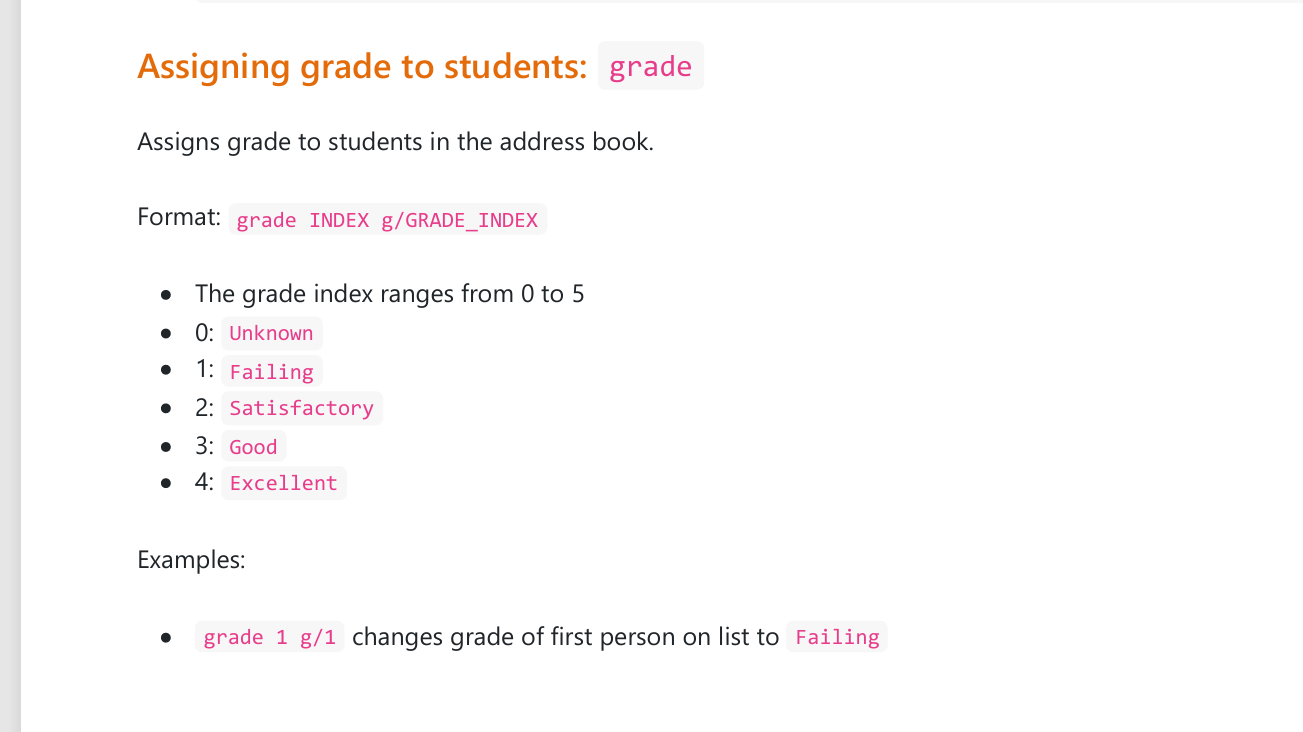 Assigning grade to students: grade
Assigns grade to students in the address book.
Format: grade INDEX g/GRADE_INDEX
• The grade index ranges from 0 to 5
• 0: Unknown
• 1: Failing
• 2: Satisfactory
• 3: Good
• 4: Excellent
Examples:
• grade 1 g/1 changes grade of first person on list to Failing